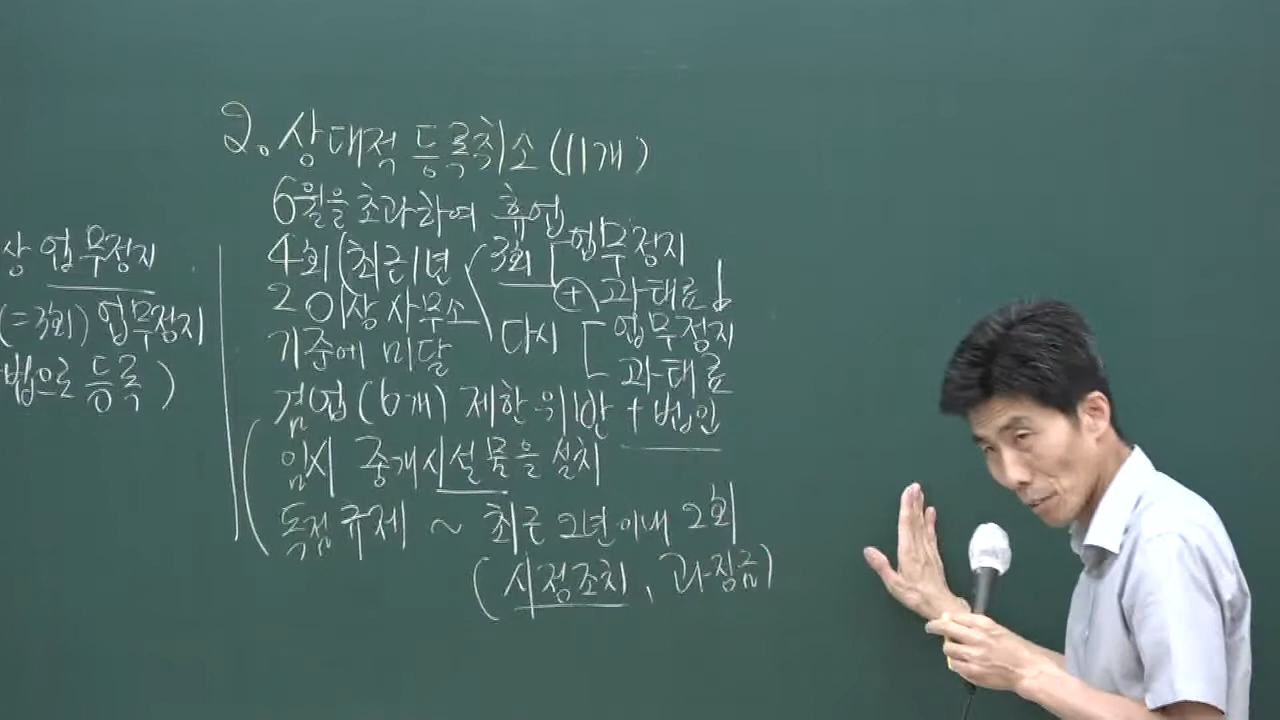 2. 상대적 등록취소 (11개)
6월을 초과하여 휴업
4회 (최근1년 3회 업무정지
+ 과태료
2이상 사무소
다시 업무정지
과태료
기준에 미달
겸업 (6개) 제한 위반 + 법인
임시 중개시설물을 설치
독점규제 ~ 최근 2년이내 2회
(시정조치, 과징금)
상 업무정지
(=3회) 업무정지
법으로 등록)